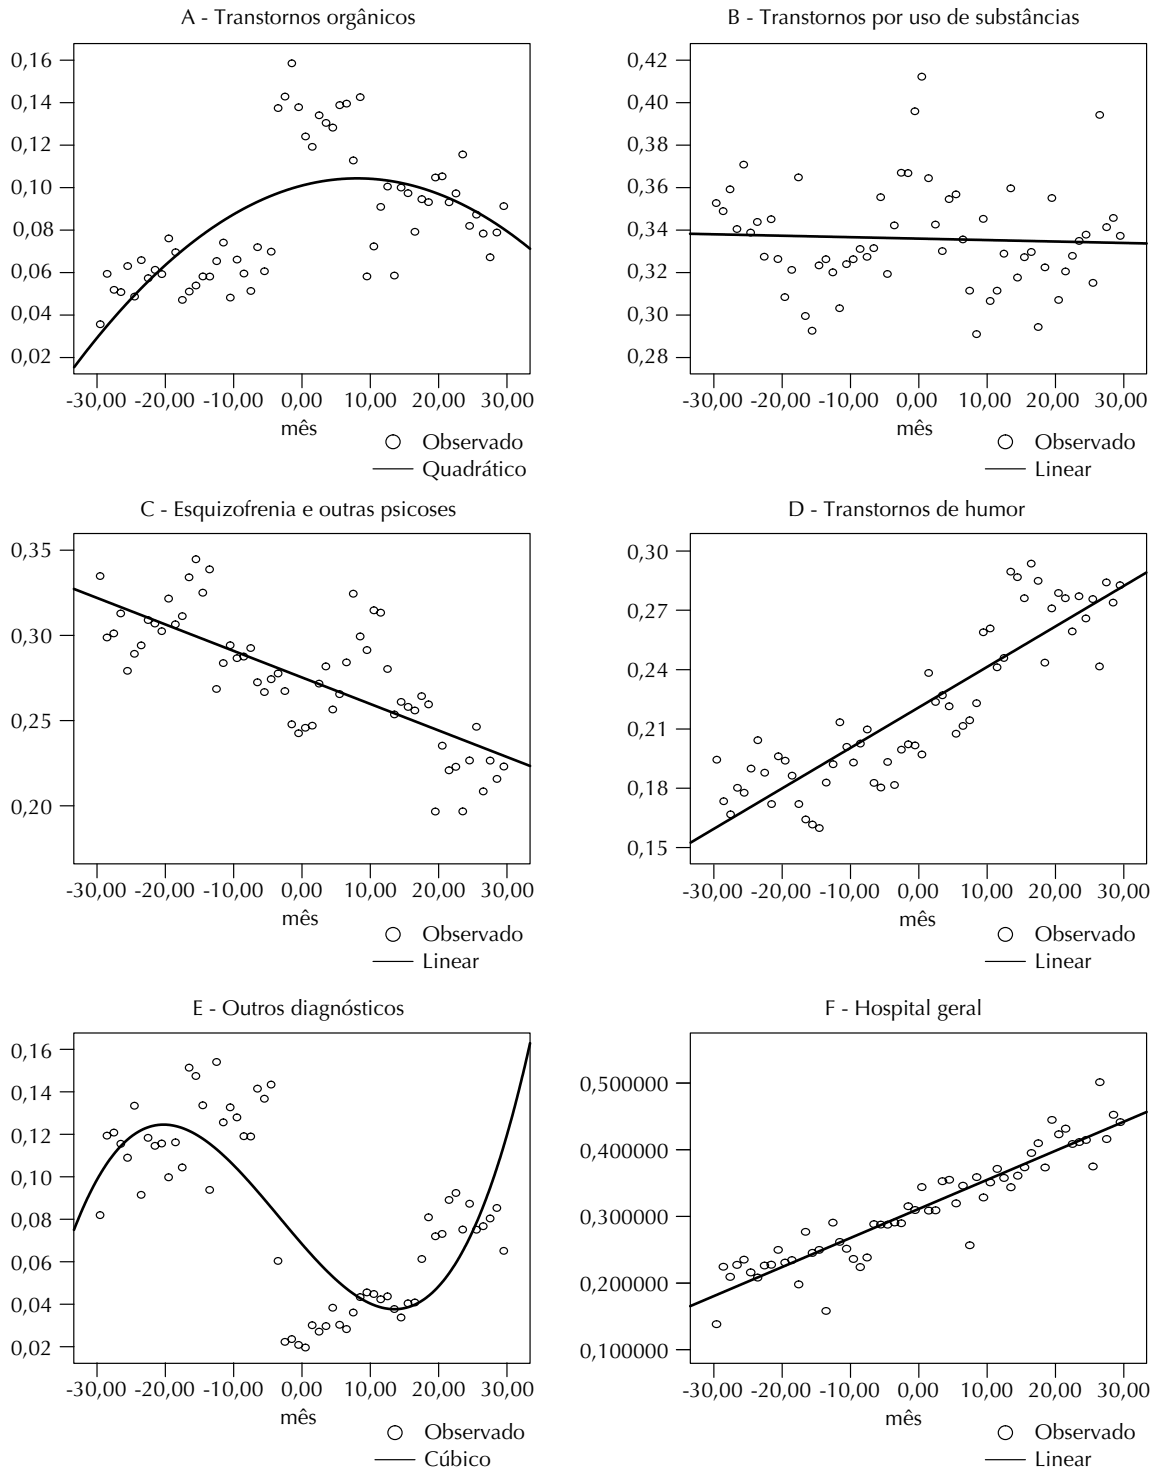 A - Transtornos orgânicos
0,16
0,14
0,12
0,10
0,08
0,06
0,04
0,02
-30,00 -20,00 -10,00 0,00 10,00 20,00 30,00
mês
Observado
Quadrático
B - Transtornos por uso de substâncias
0,42
0,40
0,38
0,36
0,34
0,32
0,30
0,28
-30,00 -20,00 -10,00 0,00 10,00 20,00 30,00
mês
Observado
Linear
C - Esquizofrenia e outras psicoses
0,35
0,30
0,25
0,20
-30,00 -20,00 -10,00 0,00 10,00 20,00 30,00
mês
Observado
Linear
D - Transtornos de humor
0,30
0,27
0,24
0,21
0,18
0,15
-30,00 -20,00 -10,00 0,00 10,00 20,00 30,00
mês
Observado
Linear
E - Outros diagnósticos
0,16
0,14
0,12
0,10
0,08
0,06
0,04
0,02
-30,00 -20,00 -10,00 0,00 10,00 20,00 30,00
mês
Observado
Cúbico
F - Hospital geral
0,500000
0,400000
0,300000
0,200000
0,100000
-30,00 -20,00 -10,00 0,00 10,00 20,00 30,00
mês
Observado
Linear